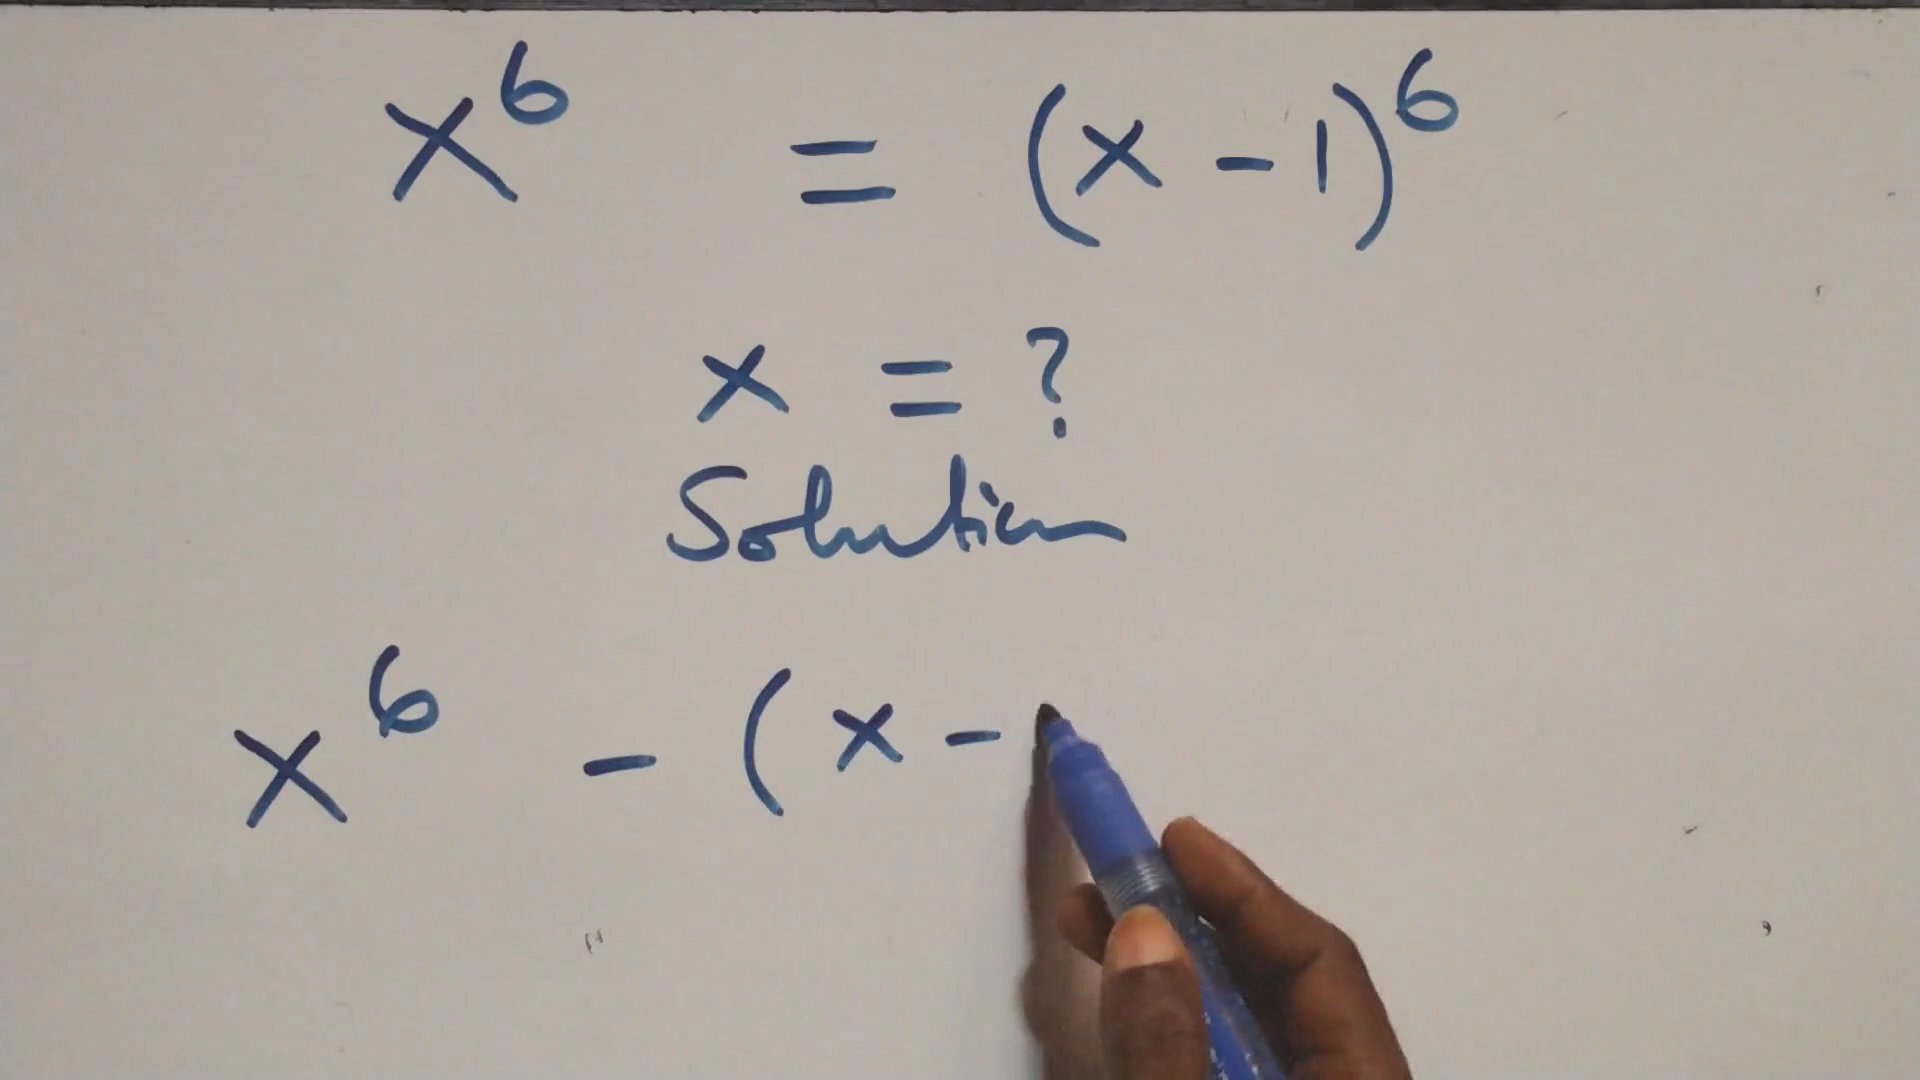 x⁶ = (x - 1)⁶
x = ?
Solution
x⁶ - (x -